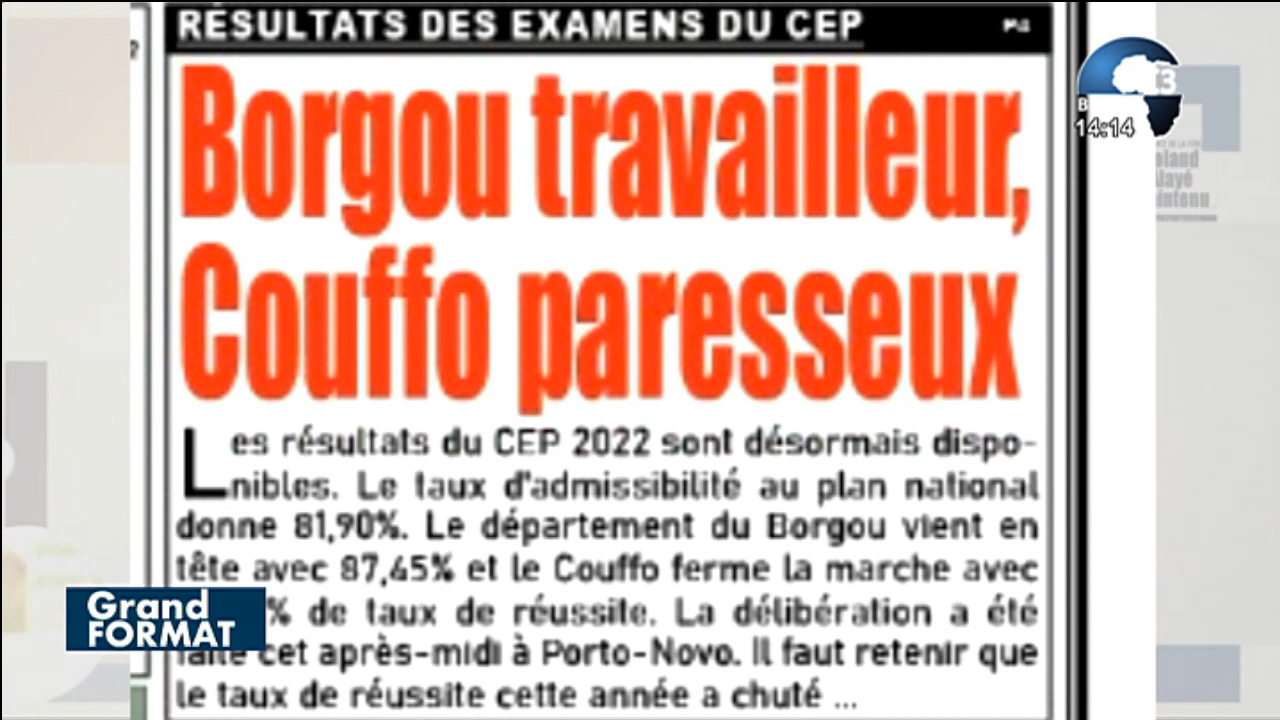 RÉSULTATS DES EXAMENS DU CEP
Borgou travailleur,
Couffo paresseux
Les résultats du CEP 2022 sont désormais dispo-
nibles. Le taux d'admissibilité au plan national
donne 81,90%. Le département du Borgou vient en
tête avec 87,45% et le Couffo ferme la marche avec
% de taux de réussite. La délibération a été
cet après-midi à Porto-Novo. Il faut retenir que
le taux de réussite cette année a chuté ...
Grand
FORMAT
3
14:14